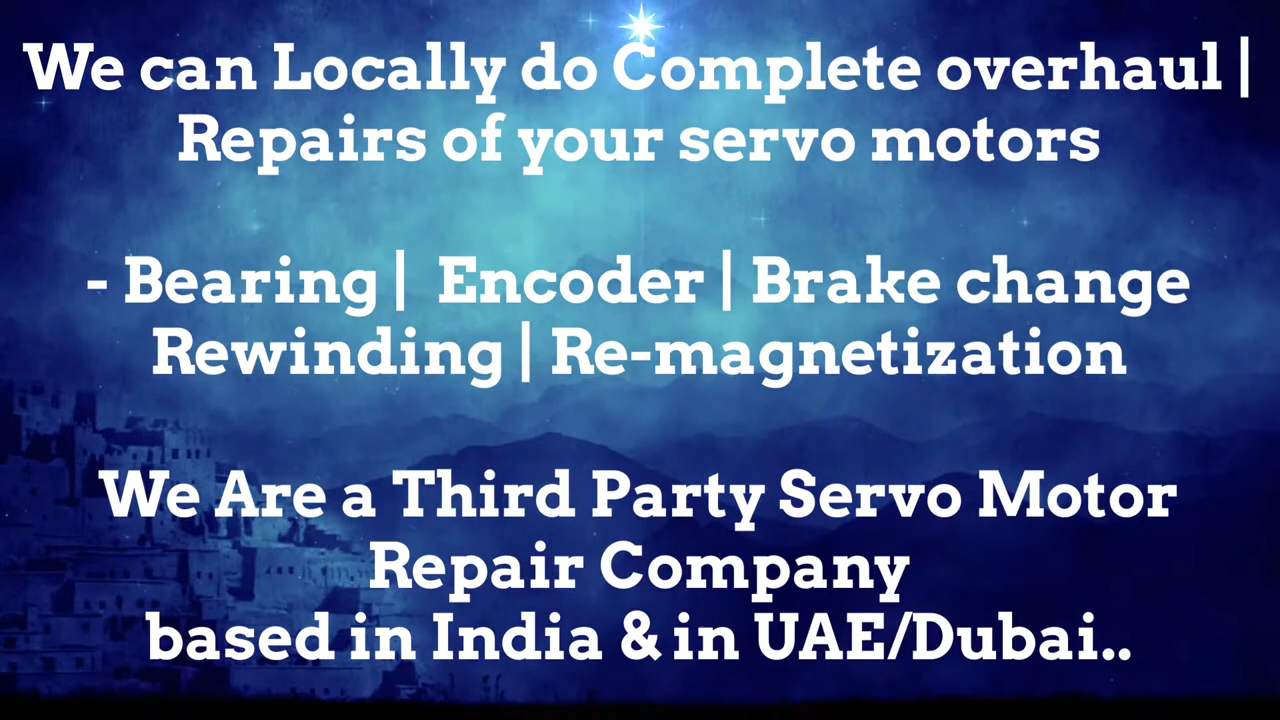 We can Locally do Complete overhaul |
Repairs of your servo motors
- Bearing |  Encoder | Brake change
Rewinding | Re-magnetization
We Are a Third Party Servo Motor
Repair Company
based in India & in UAE/Dubai..